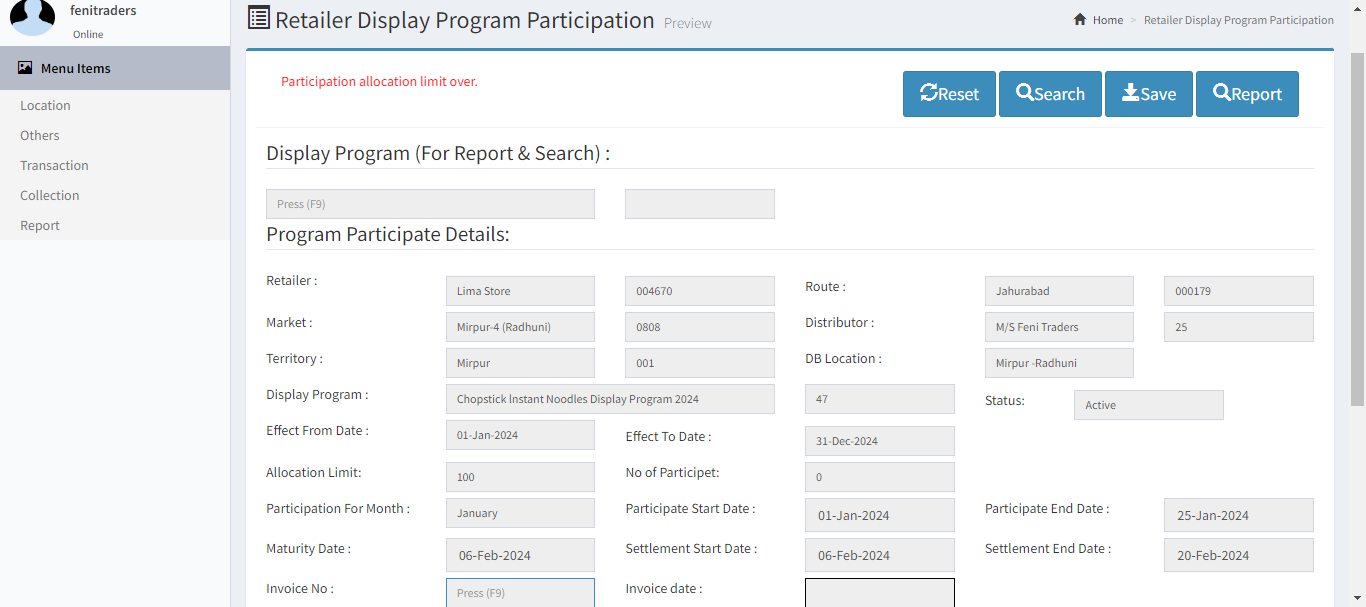 fenitraders
Online
Menu Items
Location
Others
Transaction
Collection
Report
Retailer Display Program Participation Preview
Home > Retailer Display Program Participation
Participation allocation limit over.
Reset Search Save Report
Display Program (For Report & Search) :
Press (F9)
Program Participate Details:
Retailer : Lima Store 004670 Route : Jahurabad 000179
Market : Mirpur-4 (Radhuni) 0808 Distributor : M/S Feni Traders 25
Territory : Mirpur 001 DB Location : Mirpur -Radhuni
Display Program : Chopstick Instant Noodles Display Program 2024 47 Status: Active
Effect From Date : 01-Jan-2024 Effect To Date : 31-Dec-2024
Allocation Limit: 100 No of Participet: 0
Participation For Month : January Participate Start Date : 01-Jan-2024 Participate End Date : 25-Jan-2024
Maturity Date : 06-Feb-2024 Settlement Start Date : 06-Feb-2024 Settlement End Date : 20-Feb-2024
Invoice No : Press (F9) Invoice date :